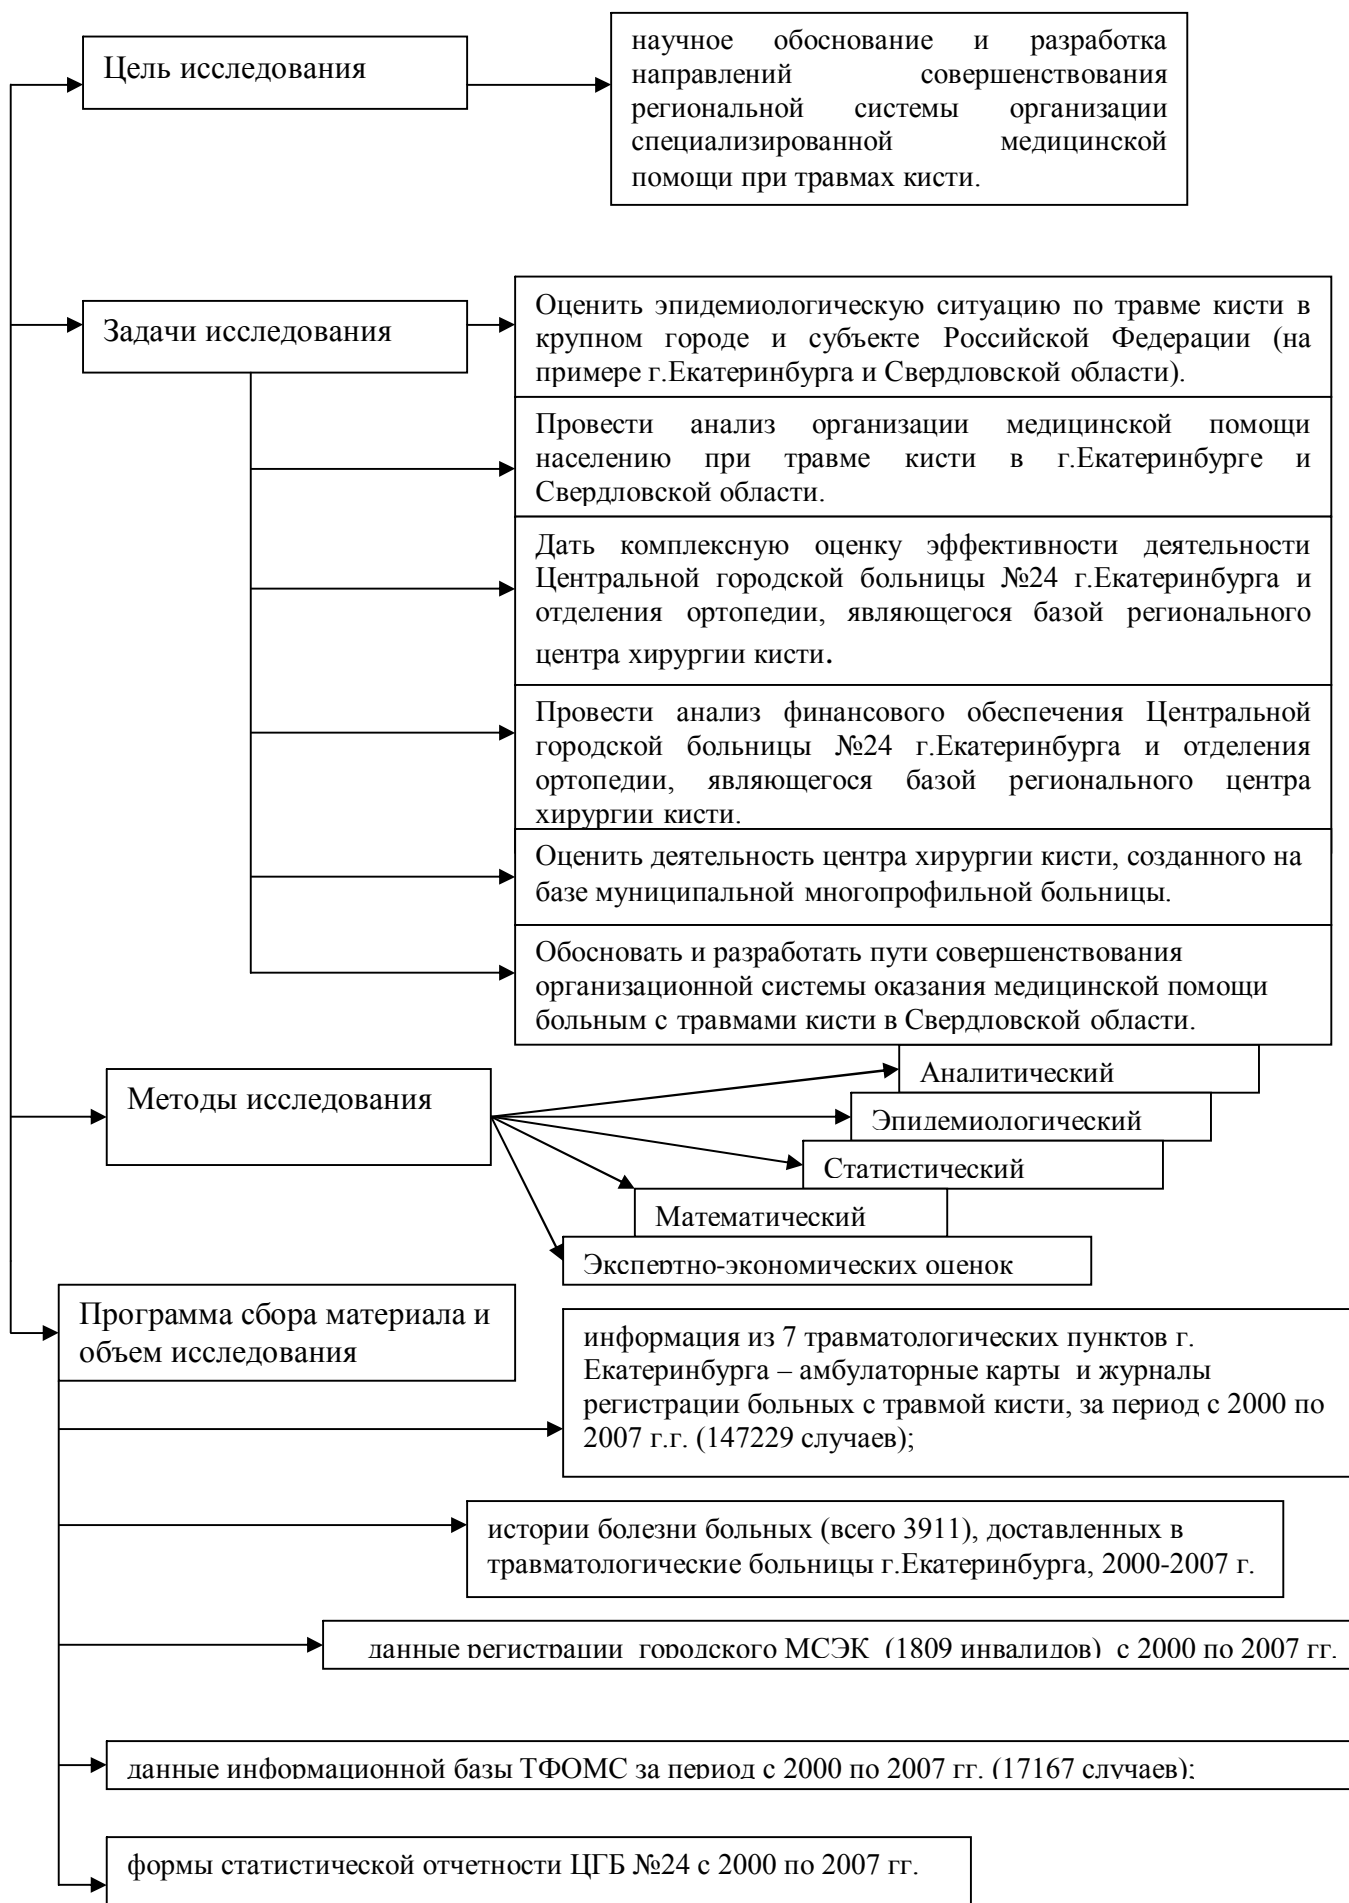 Цель исследования
научное обоснование и разработка
направлений совершенствования
региональной системы организации
специализированной медицинской
помощи при травмах кисти.
Задачи исследования
Оценить эпидемиологическую ситуацию по травме кисти в
крупном городе и субъекте Российской Федерации (на
примере г.Екатеринбурга и Свердловской области).
Провести анализ организации медицинской помощи
населению при травме кисти в г.Екатеринбурге и
Свердловской области.
Дать комплексную оценку эффективности деятельности
Центральной городской больницы №24 г.Екатеринбурга и
отделения ортопедии, являющегося базой регионального
центра хирургии кисти.
Провести анализ финансового обеспечения Центральной
городской больницы №24 г.Екатеринбурга и отделения
ортопедии, являющегося базой регионального центра
хирургии кисти.
Оценить деятельность центра хирургии кисти, созданного на
базе муниципальной многопрофильной больницы.
Обосновать и разработать пути совершенствования
организационной системы оказания медицинской помощи
больным с травмами кисти в Свердловской области.
Методы исследования
Аналитический
Эпидемиологический
Статистический
Математический
Экспертно-экономических оценок
Программа сбора материала и
объем исследования
информация из 7 травматологических пунктов г.
Екатеринбурга – амбулаторные карты и журналы
регистрации больных с травмой кисти, за период с 2000 по
2007 г.г. (147229 случаев);
истории болезни больных (всего 3911), доставленных в
травматологические больницы г.Екатеринбурга, 2000-2007 г.
данные регистрации городского МСЭК (1809 инвалидов) с 2000 по 2007 гг.
данные информационной базы ТФОМС за период с 2000 по 2007 гг. (17167 случаев);
формы статистической отчетности ЦГБ №24 с 2000 по 2007 гг.